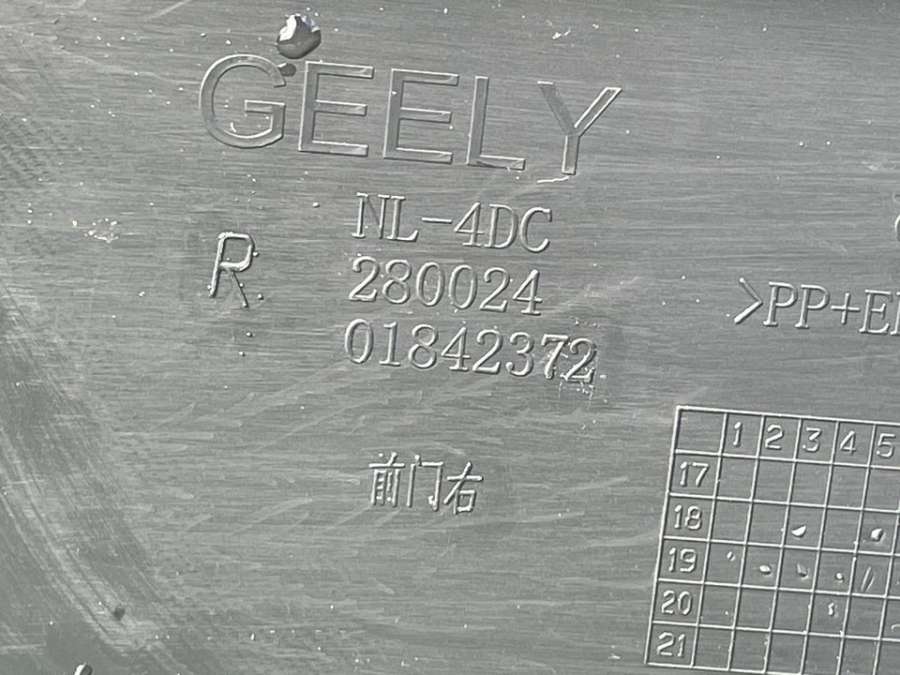 GEELY
R
NL-4DC
280024
01842372
>PP+E
前门右
1 2 3 4 5
17
18
19
20
21